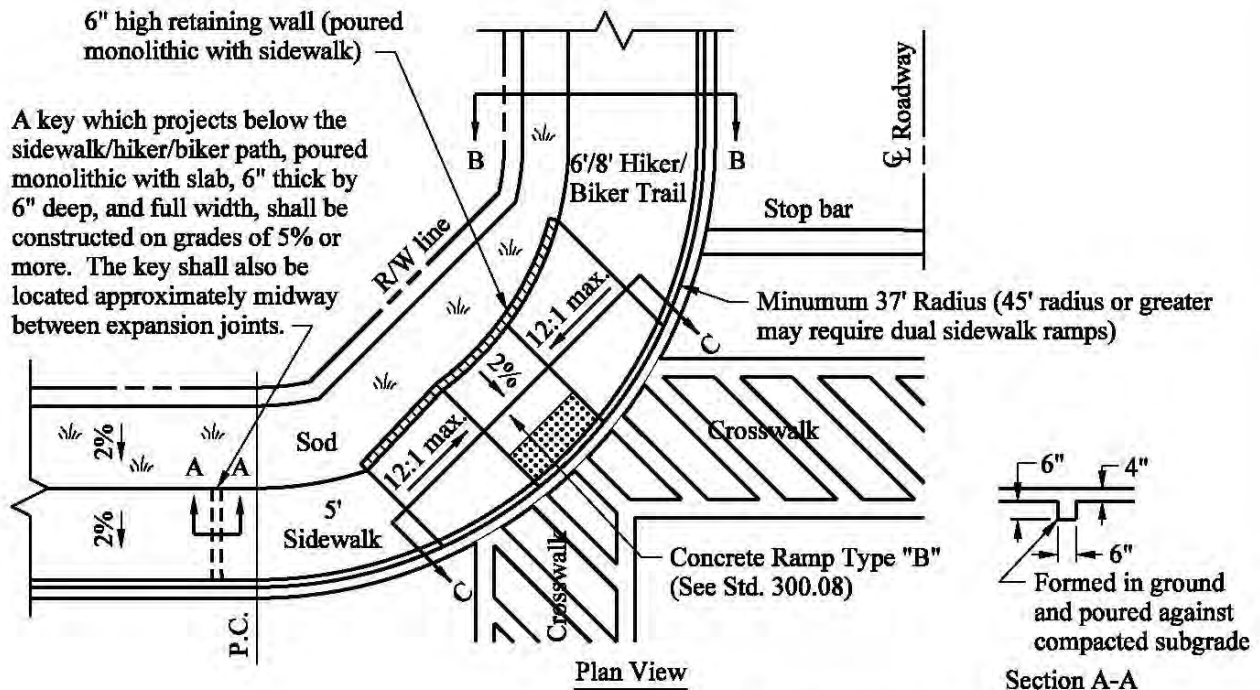 6" high retaining wall (poured
monolithic with sidewalk)
A key which projects below the
sidewalk/hiker/biker path, poured
monolithic with slab, 6" thick by
6" deep, and full width, shall be
constructed on grades of 5% or
more. The key shall also be
located approximately midway
between expansion joints.
R/W line
B
B
6'/8' Hiker/
Biker Trail
℄ Roadway
Stop bar
Minumum 37' Radius (45' radius or greater
may require dual sidewalk ramps)
12:1 max.
C
2%
12:1 max.
Crosswalk
2%
Sod
A A
2%
5'
Sidewalk
C
Crosswalk
Concrete Ramp Type "B"
(See Std. 300.08)
P.C.
Plan View
6"
4"
6"
Formed in ground
and poured against
compacted subgrade
Section A-A